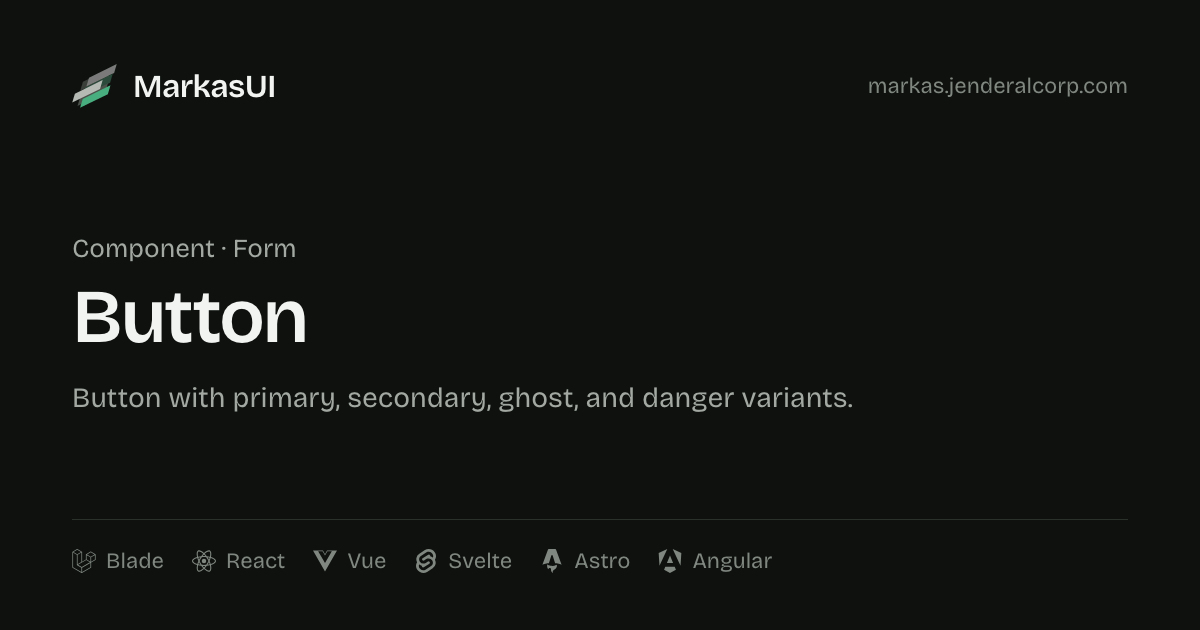 MarkasUI
markas.jenderalcorp.com
Component · Form
Button
Button with primary, secondary, ghost, and danger variants.
Blade React Vue Svelte Astro Angular